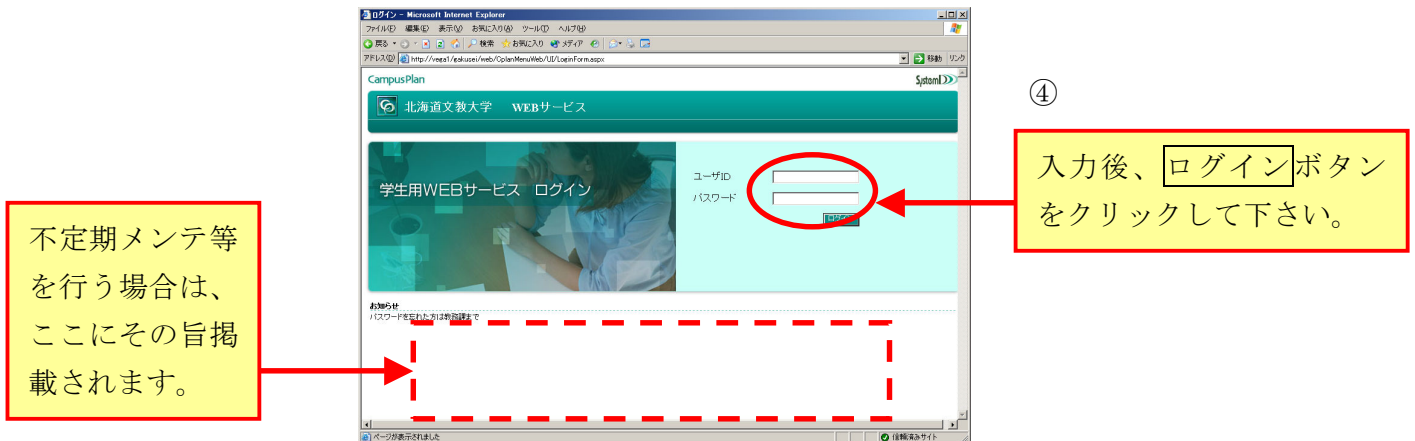 ログイン - Microsoft Internet Explorer
ファイル(F) 編集(E) 表示(V) お気に入り(A) ツール(T) ヘルプ(H)
戻る 検索 お気に入り メディア
アドレス(D) http://vega1/gakusei/web/CplanMenuWeb/UI/LoginForm.aspx 移動 リンク
CampusPlan
SystemD
北海道文教大学 WEBサービス
学生用WEBサービス ログイン
ユーザID
パスワード
ログイン
お知らせ
パスワードを忘れた方は教務課まで
ページが表示されました 信頼済みサイト
④
入力後、ログインボタン
をクリックして下さい。
不定期メンテ等
を行う場合は、
ここにその旨掲
載されます。